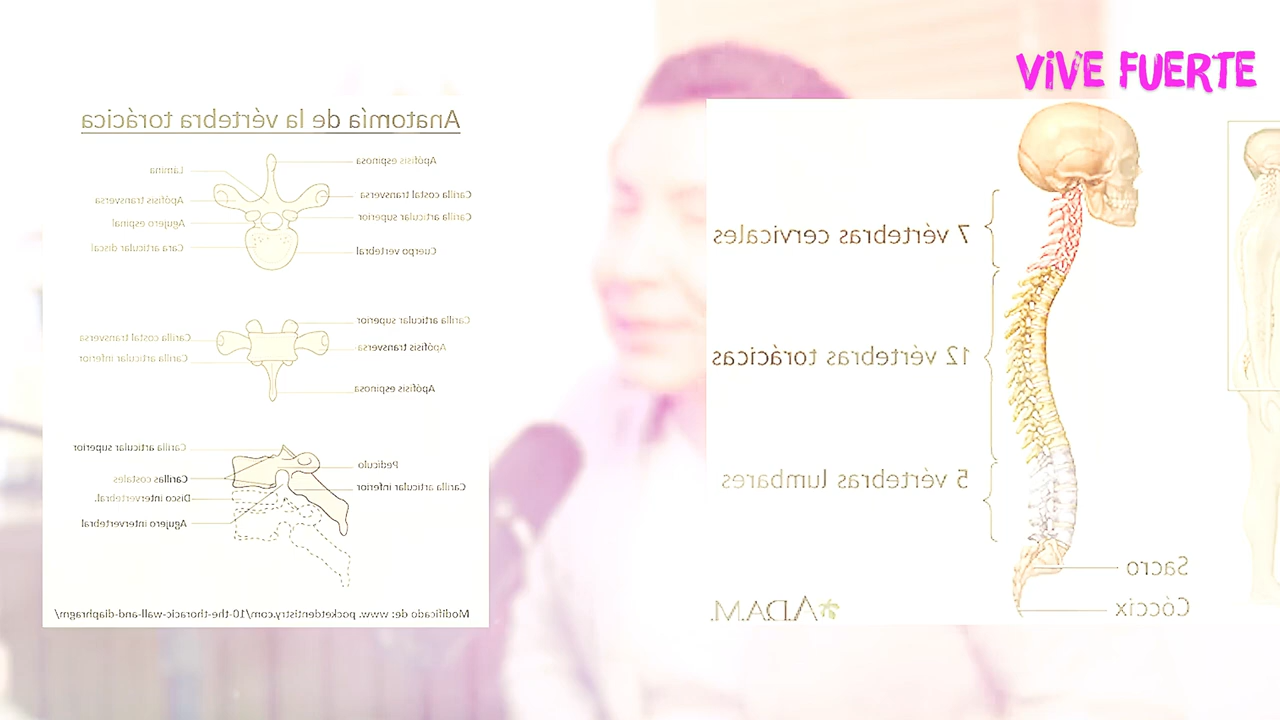 VIVE FUERTE
Anatomía de la vértebra torácica
Apófisis espinosa
Lámina
Carilla costal transversa
Apófisis transversa
Carilla articular superior
Agujero espinal
Cara articular discal
Cuerpo vertebral
Carilla articular superior
Carilla costal transversa
Apófisis transversa
Carilla articular inferior
Apófisis espinosa
Carilla articular superior
Pedículo
Carillas costales
Carilla articular inferior
Disco intervertebral.
Agujero intervertebral
Modificado de: www. pocketdentistry.com/10-the-thoracic-wall-and-diaphragm/
7 vértebras cervicales
12 vértebras torácicas
5 vértebras lumbares
Sacro
Cóccix
A.D.A.M.